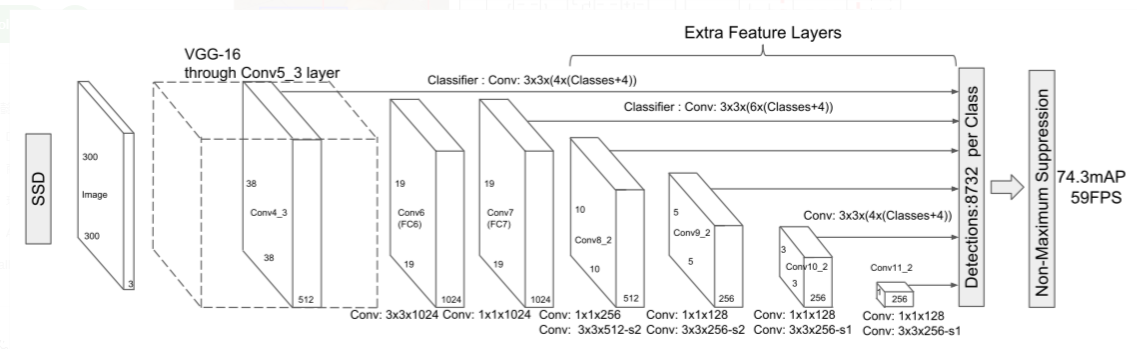 Extra Feature Layers
VGG-16
through Conv5_3 layer
Classifier : Conv: 3x3x(4x(Classes+4))
Classifier : Conv: 3x3x(6x(Classes+4))
SSD
300
Image
300
3
38
Conv4_3
38
512
19
Conv6
(FC6)
19
1024
19
Conv7
(FC7)
19
1024
10
Conv8_2
10
512
5
Conv9_2
5
256
Conv: 3x3x(4x(Classes+4))
3
Conv10_2
3
256
Conv11_2
1
256
Detections:8732 per Class
Non-Maximum Suppression
74.3mAP
59FPS
Conv: 3x3x1024
Conv: 1x1x1024
Conv: 1x1x256
Conv: 3x3x512-s2
Conv: 1x1x128
Conv: 3x3x256-s2
Conv: 1x1x128
Conv: 3x3x256-s1
Conv: 1x1x128
Conv: 3x3x256-s1